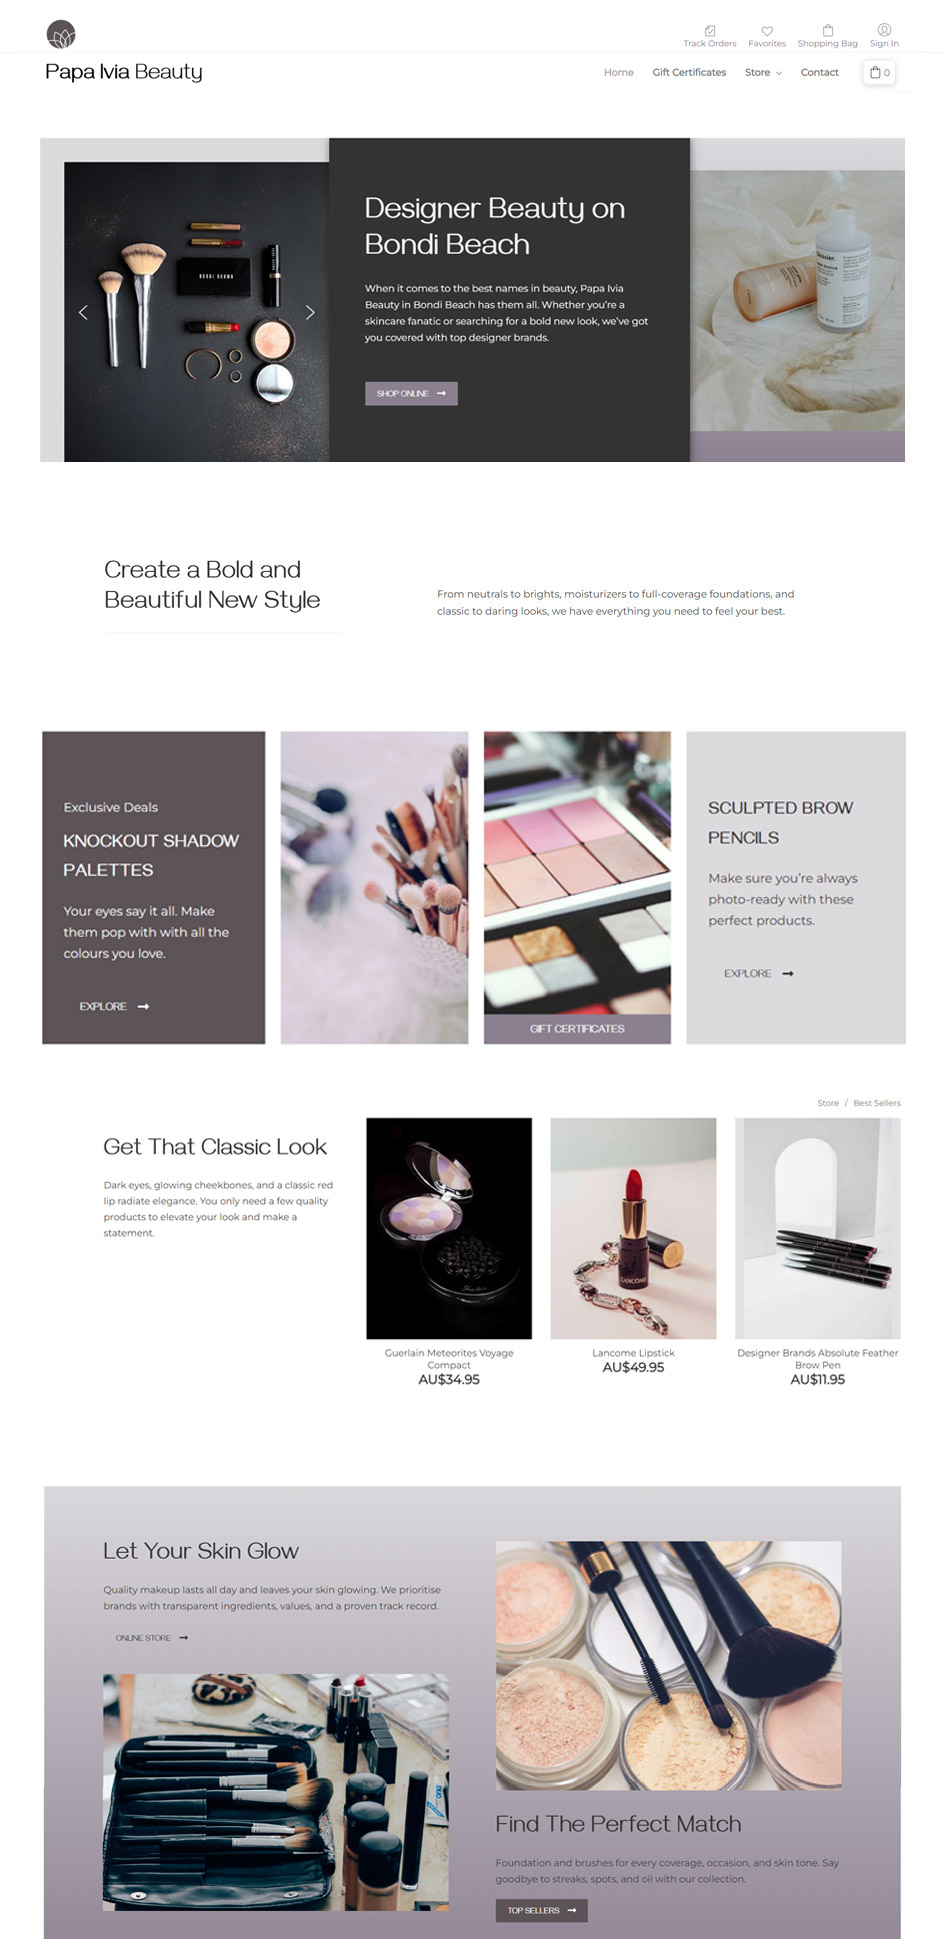 Track Orders
Favorites
Shopping Bag
Sign In
Papa Ivia Beauty
Home
Gift Certificates
Store
Contact
0
Designer Beauty on
Bondi Beach
When it comes to the best names in beauty, Papa Ivia
Beauty in Bondi Beach has them all. Whether you're a
skincare fanatic or searching for a bold new look, we've got
you covered with top designer brands.
SHOP ONLINE
BOBBI BROWN
Glossier.
Create a Bold and
Beautiful New Style
From neutrals to brights, moisturizers to full-coverage foundations, and
classic to daring looks, we have everything you need to feel your best.
Exclusive Deals
KNOCKOUT SHADOW
PALETTES
Your eyes say it all. Make
them pop with with all the
colours you love.
EXPLORE
GIFT CERTIFICATES
SCULPTED BROW
PENCILS
Make sure you're always
photo-ready with these
perfect products.
EXPLORE
Store / Best Sellers
Get That Classic Look
Dark eyes, glowing cheekbones, and a classic red
lip radiate elegance. You only need a few quality
products to elevate your look and make a
statement.
LANCÔME
Guerlain Meteorites Voyage
Compact
AU$34.95
Lancome Lipstick
AU$49.95
Designer Brands Absolute Feather
Brow Pen
AU$11.95
Let Your Skin Glow
Quality makeup lasts all day and leaves your skin glowing. We prioritise
brands with transparent ingredients, values, and a proven track record.
ONLINE STORE
Find The Perfect Match
Foundation and brushes for every coverage, occasion, and skin tone. Say
goodbye to streaks, spots, and oil with our collection.
TOP SELLERS